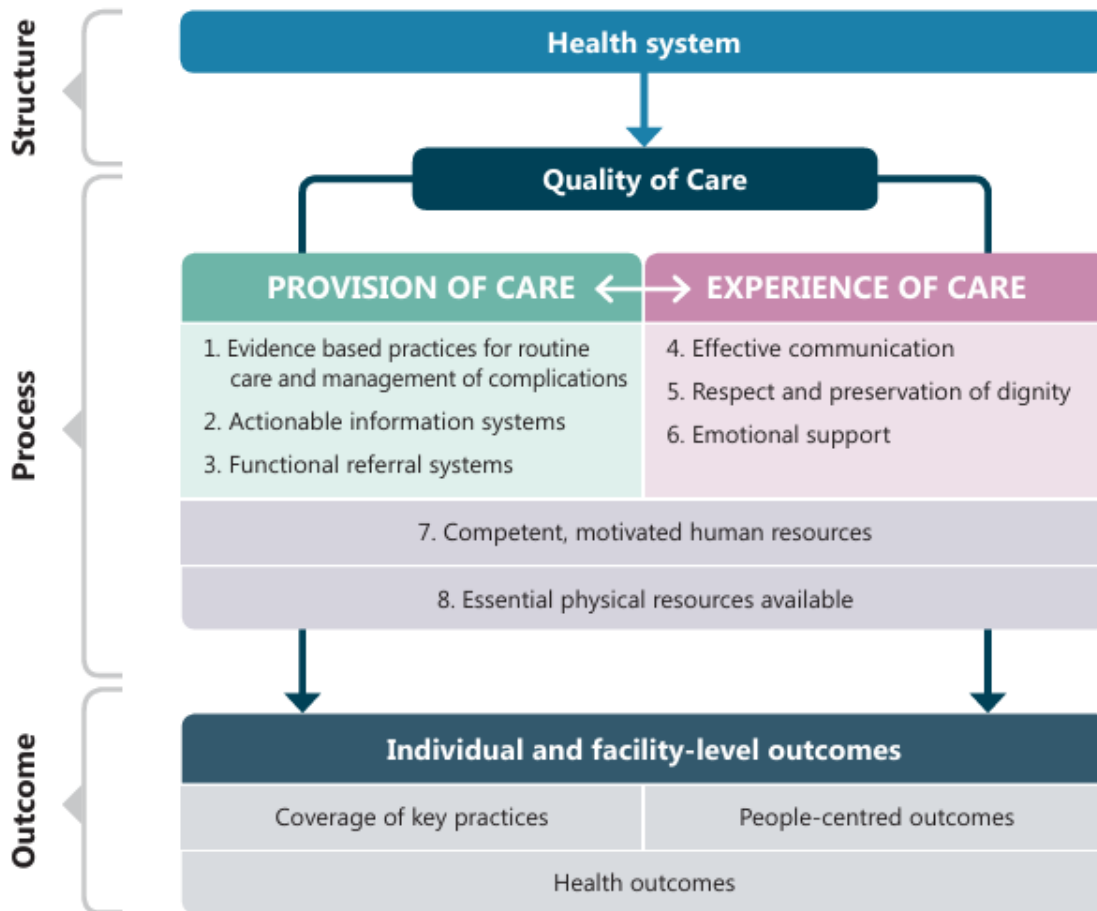 Structure
Health system
Process
Quality of Care
PROVISION OF CARE
EXPERIENCE OF CARE
1. Evidence based practices for routine
care and management of complications
2. Actionable information systems
3. Functional referral systems
4. Effective communication
5. Respect and preservation of dignity
6. Emotional support
7. Competent, motivated human resources
8. Essential physical resources available
Outcome
Individual and facility-level outcomes
Coverage of key practices
People-centred outcomes
Health outcomes